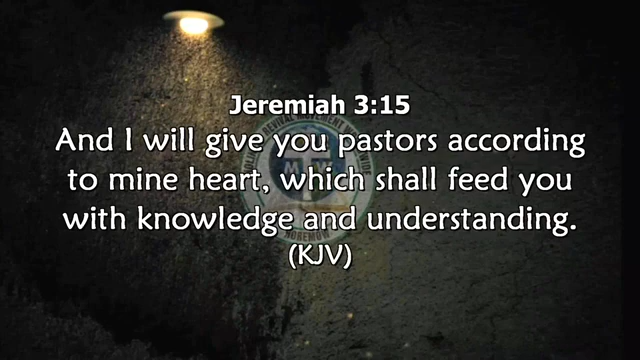 Jeremiah 3:15
And I will give you pastors according
to mine heart, which shall feed you
with knowledge and understanding.
(KJV)